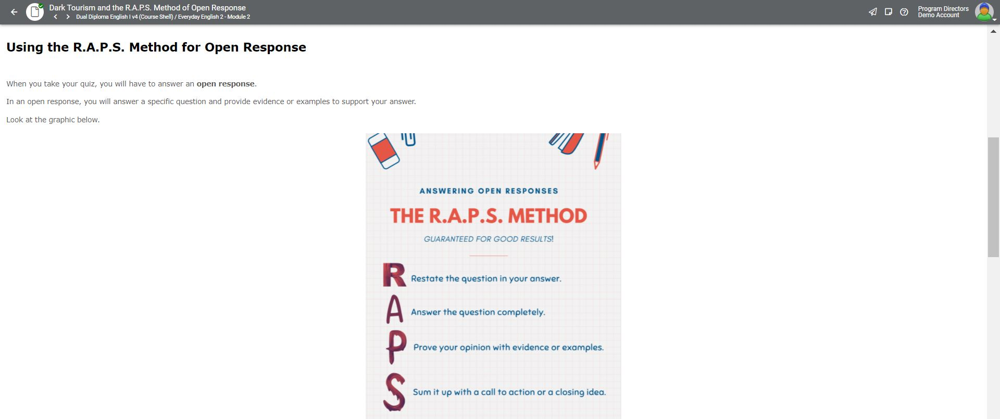 Dark Tourism and the R.A.P.S. Method of Open Response
Dual Diploma English I v4 (Course Shell) / Everyday English 2 - Module 2
Program Directors
Demo Account
Using the R.A.P.S. Method for Open Response
When you take your quiz, you will have to answer an open response.
In an open response, you will answer a specific question and provide evidence or examples to support your answer.
Look at the graphic below.
ANSWERING OPEN RESPONSES
THE R.A.P.S. METHOD
GUARANTEED FOR GOOD RESULTS!
R Restate the question in your answer.
A Answer the question completely.
P Prove your opinion with evidence or examples.
S Sum it up with a call to action or a closing idea.